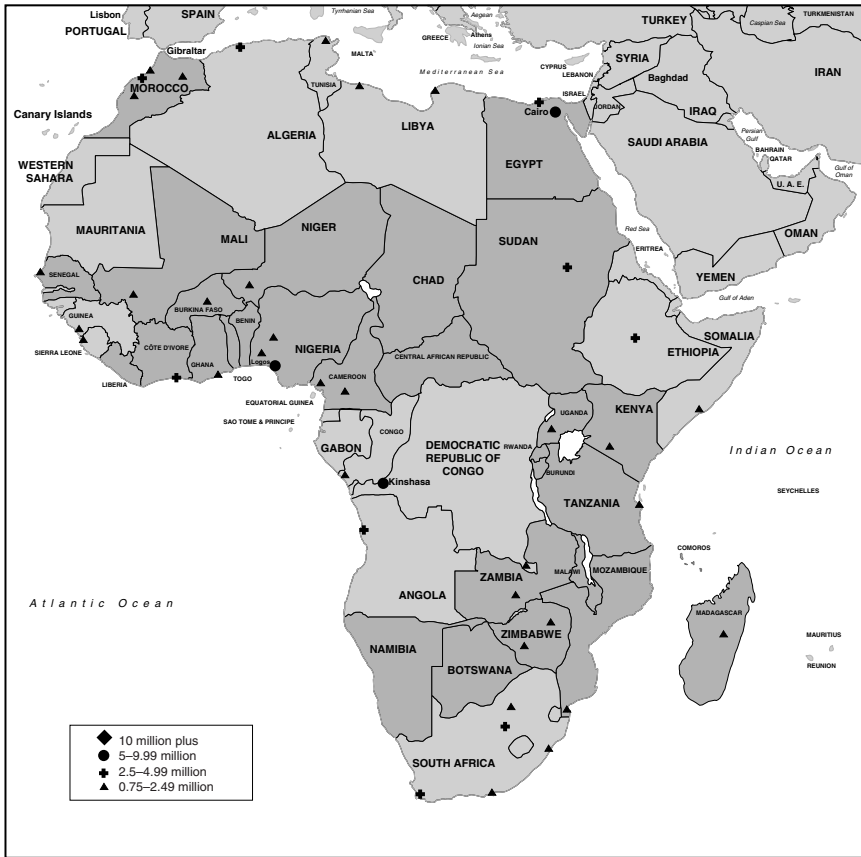 Lisbon
SPAIN
PORTUGAL
Gibraltar
Tyrrhenian Sea
GREECE
Aegean
Athens
Ionian Sea
TURKEY
Caspian Sea
TURKMENISTAN
MALTA
CYPRUS
SYRIA
LEBANON
Baghdad
IRAN
Mediterranean Sea
ISRAEL
JORDAN
IRAQ
TUNISIA
MOROCCO
Canary Islands
ALGERIA
LIBYA
Cairo
EGYPT
SAUDI ARABIA
Persian
Gulf
BAHRAIN
QATAR
Gulf of
Oman
U. A. E.
OMAN
WESTERN
SAHARA
MAURITANIA
MALI
NIGER
CHAD
SUDAN
Red Sea
ERITREA
YEMEN
Gulf of Aden
SENEGAL
GUINEA
SIERRA LEONE
LIBERIA
CÔTE D'IVORE
BURKINA FASO
GHANA
TOGO
BENIN
NIGERIA
Logos
CAMEROON
CENTRAL AFRICAN REPUBLIC
ETHIOPIA
SOMALIA
EQUATORIAL GUINEA
SAO TOME & PRINCIPE
GABON
CONGO
DEMOCRATIC
REPUBLIC OF
CONGO
Kinshasa
UGANDA
KENYA
RWANDA
BURUNDI
TANZANIA
Indian Ocean
SEYCHELLES
COMOROS
Atlantic Ocean
ANGOLA
ZAMBIA
MALAWI
MOZAMBIQUE
MADAGASCAR
MAURITIUS
REUNION
NAMIBIA
ZIMBABWE
BOTSWANA
SOUTH AFRICA
10 million plus
5–9.99 million
2.5–4.99 million
0.75–2.49 million